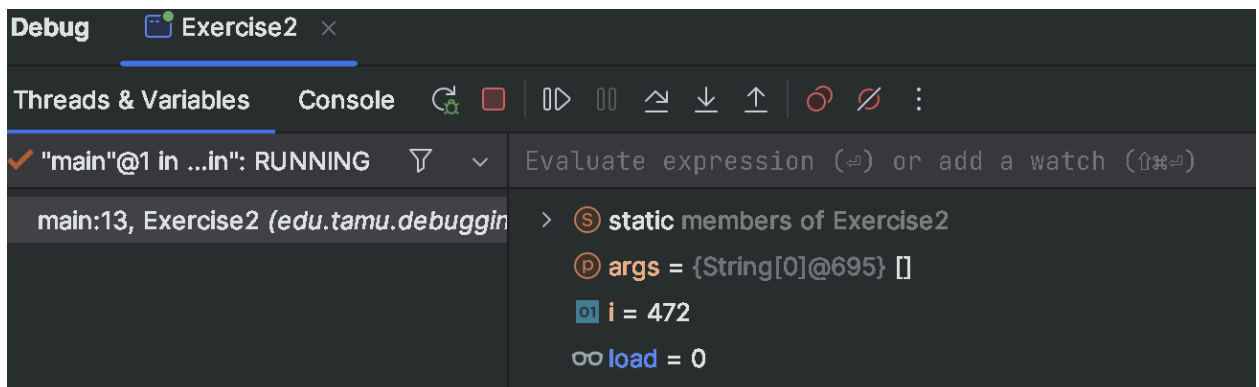 Debug Exercise2
Threads & Variables Console
"main"@1 in ...in": RUNNING
Evaluate expression (⏎) or add a watch (⇧⌘⏎)
main:13, Exercise2 (edu.tamu.debuggin
static members of Exercise2
args = {String[0]@695} []
i = 472
load = 0